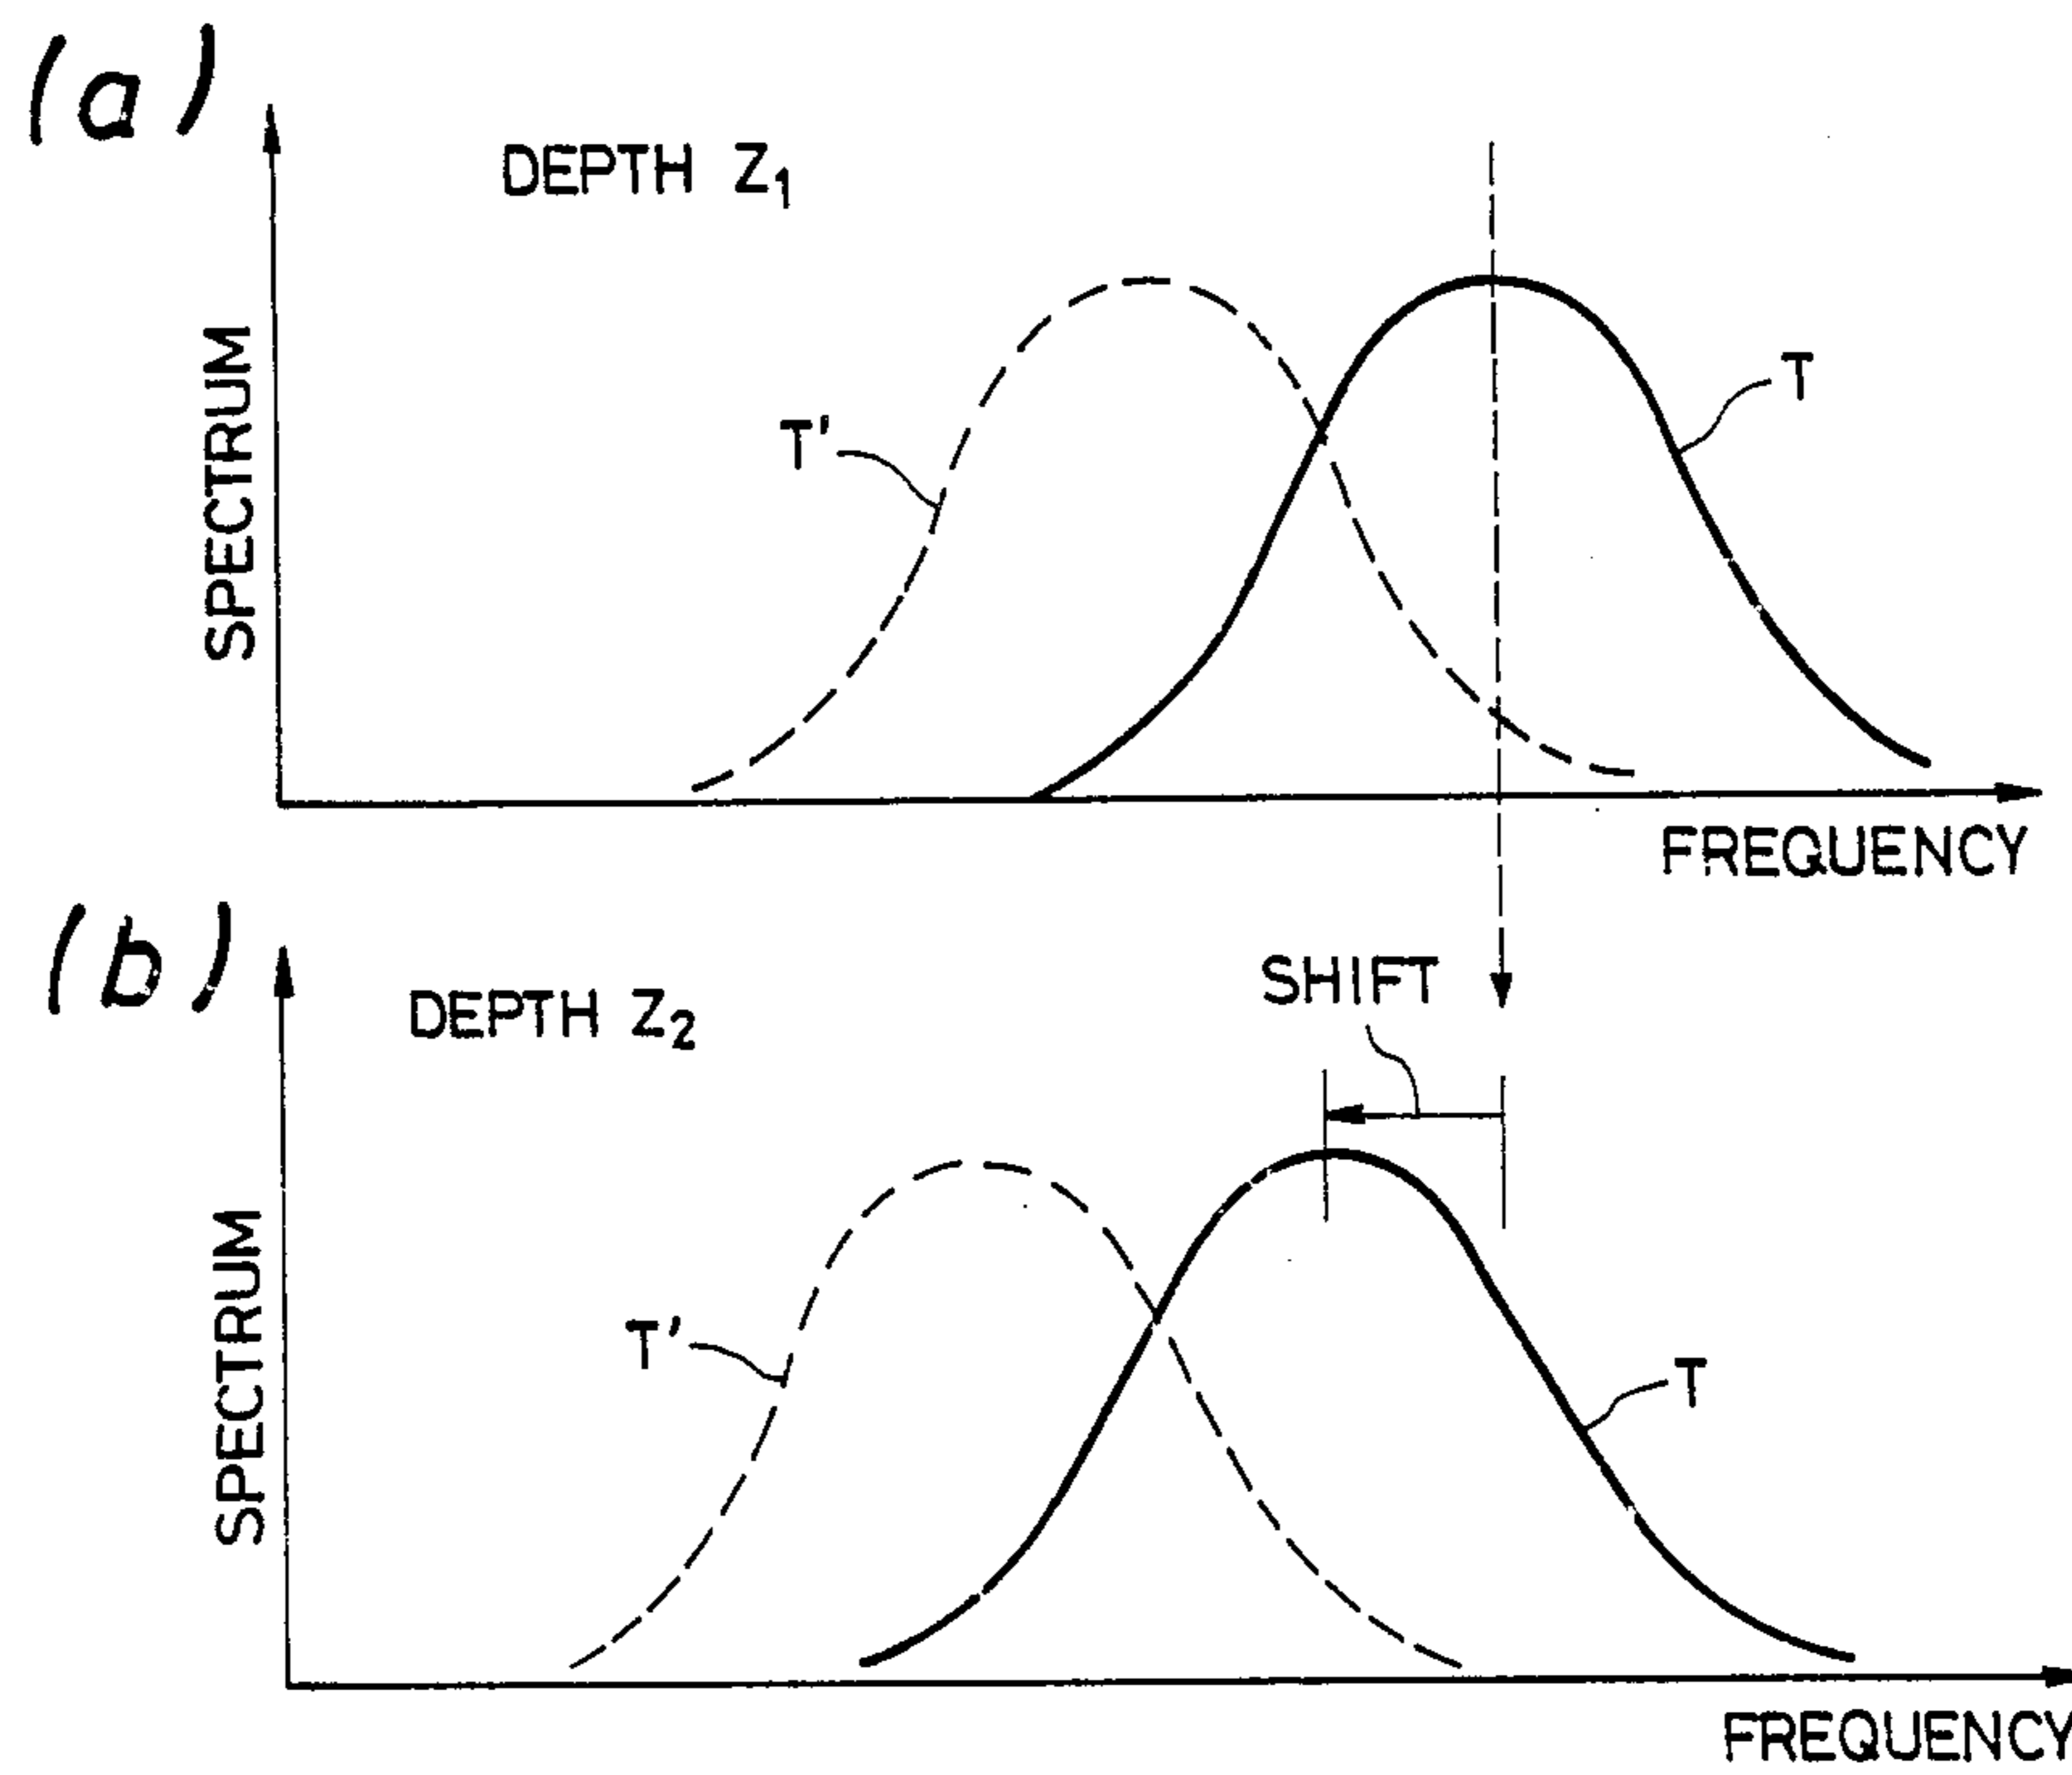 (a)
DEPTH Z₁
SPECTRUM
T'
T
FREQUENCY
(b)
DEPTH Z₂
SHIFT
SPECTRUM
T'
T
FREQUENCY